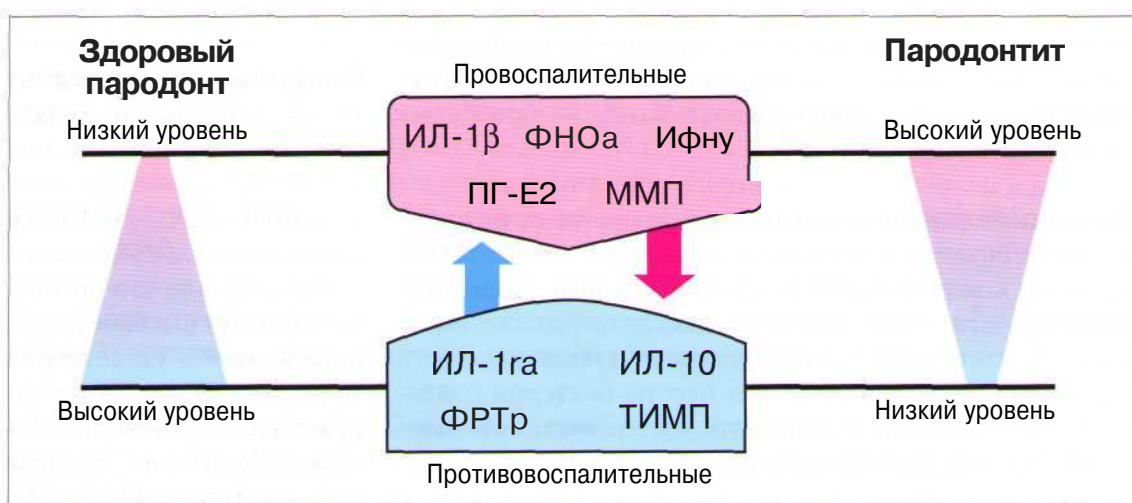 Здоровый
пародонт
Пародонтит
Провоспалительные
Низкий уровень
Высокий уровень
ИЛ-1β ФНОа Ифну
ПГ-Е2 ММП
ИЛ-1ra ИЛ-10
ФРТр ТИМП
Высокий уровень
Низкий уровень
Противовоспалительные